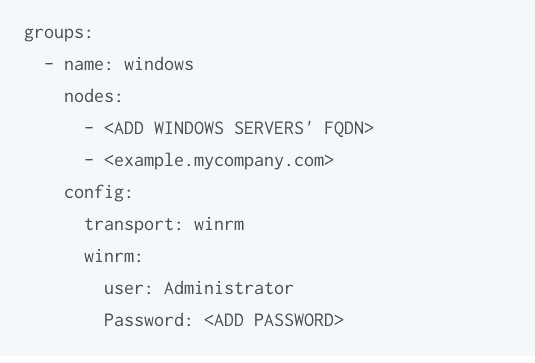 groups:
  - name: windows
    nodes:
      - <ADD WINDOWS SERVERS' FQDN>
      - <example.mycompany.com>
    config:
      transport: winrm
      winrm:
        user: Administrator
        Password: <ADD PASSWORD>